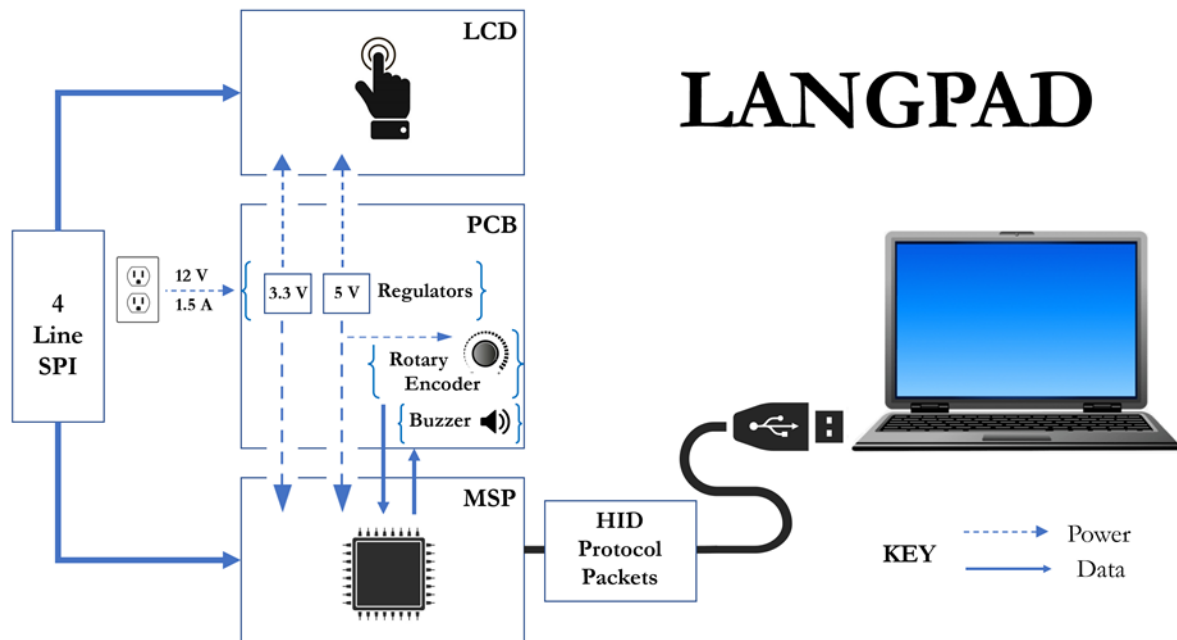 LCD
LANGPAD
PCB
4
Line
SPI
12 V
1.5 A
3.3 V
5 V
Regulators
Rotary
Encoder
Buzzer
MSP
HID
Protocol
Packets
KEY
Power
Data